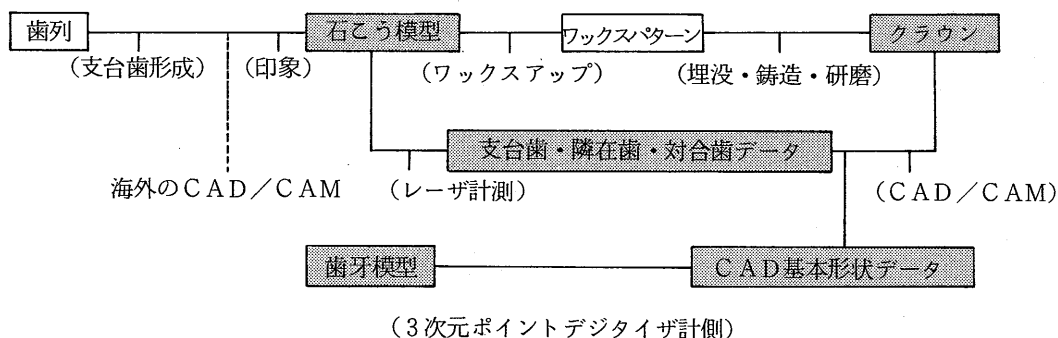 歯列
石こう模型
ワックスパターン
クラウン
(支台歯形成)
(印象)
(ワックスアップ)
(埋没・鋳造・研磨)
支台歯・隣在歯・対合歯データ
海外のCAD/CAM
(レーザ計測)
(CAD/CAM)
歯牙模型
CAD基本形状データ
(3次元ポイントデジタイザ計側)